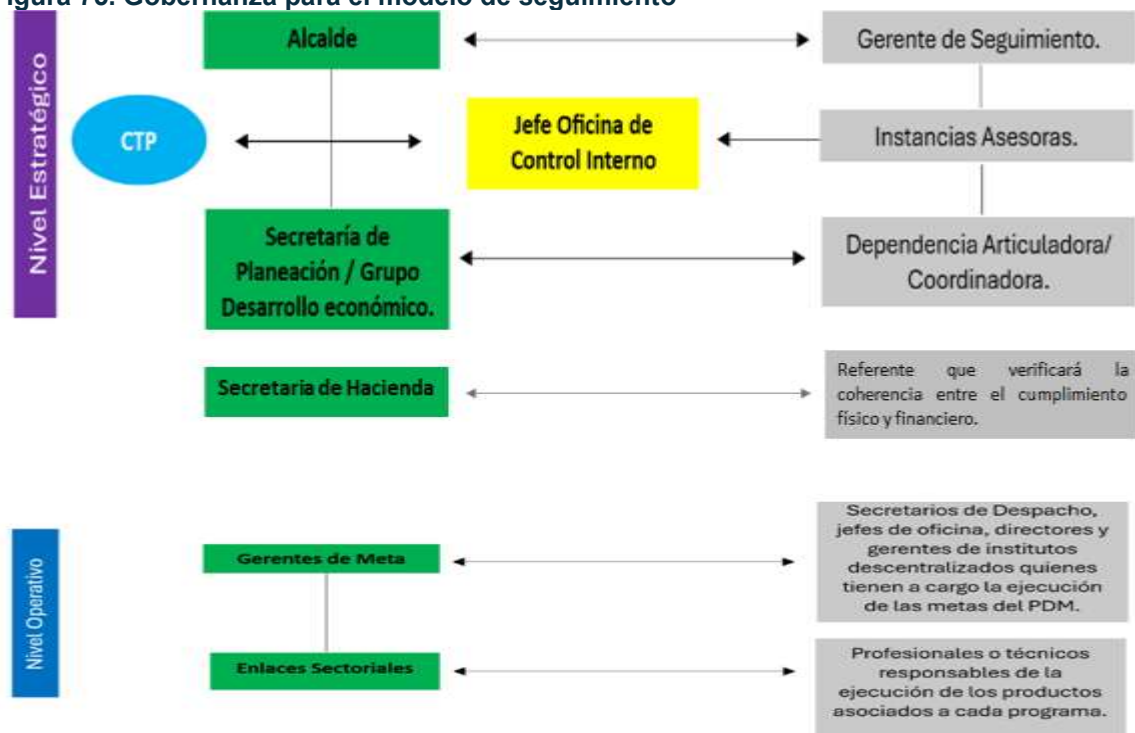 igura 70. Gobernanza para el modelo de seguimiento
Nivel Estratégico
Alcalde
Gerente de Seguimiento.
CTP
Jefe Oficina de
Control Interno
Instancias Asesoras.
Secretaría de
Planeación / Grupo
Desarrollo económico.
Dependencia Articuladora/
Coordinadora.
Secretaria de Hacienda
Referente que verificará la
coherencia entre el cumplimiento
físico y financiero.
Nivel Operativo
Gerentes de Meta
Secretarios de Despacho,
jefes de oficina, directores y
gerentes de institutos
descentralizados quienes
tienen a cargo la ejecución
de las metas del PDM.
Enlaces Sectoriales
Profesionales o técnicos
responsables de la
ejecución de los productos
asociados a cada programa.